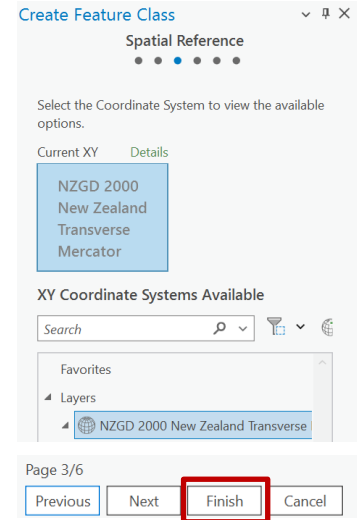 Create Feature Class
Spatial Reference
Select the Coordinate System to view the available
options.
Current XY Details
NZGD 2000
New Zealand
Transverse
Mercator
XY Coordinate Systems Available
Search
Favorites
Layers
NZGD 2000 New Zealand Transverse
Page 3/6
Previous Next Finish Cancel